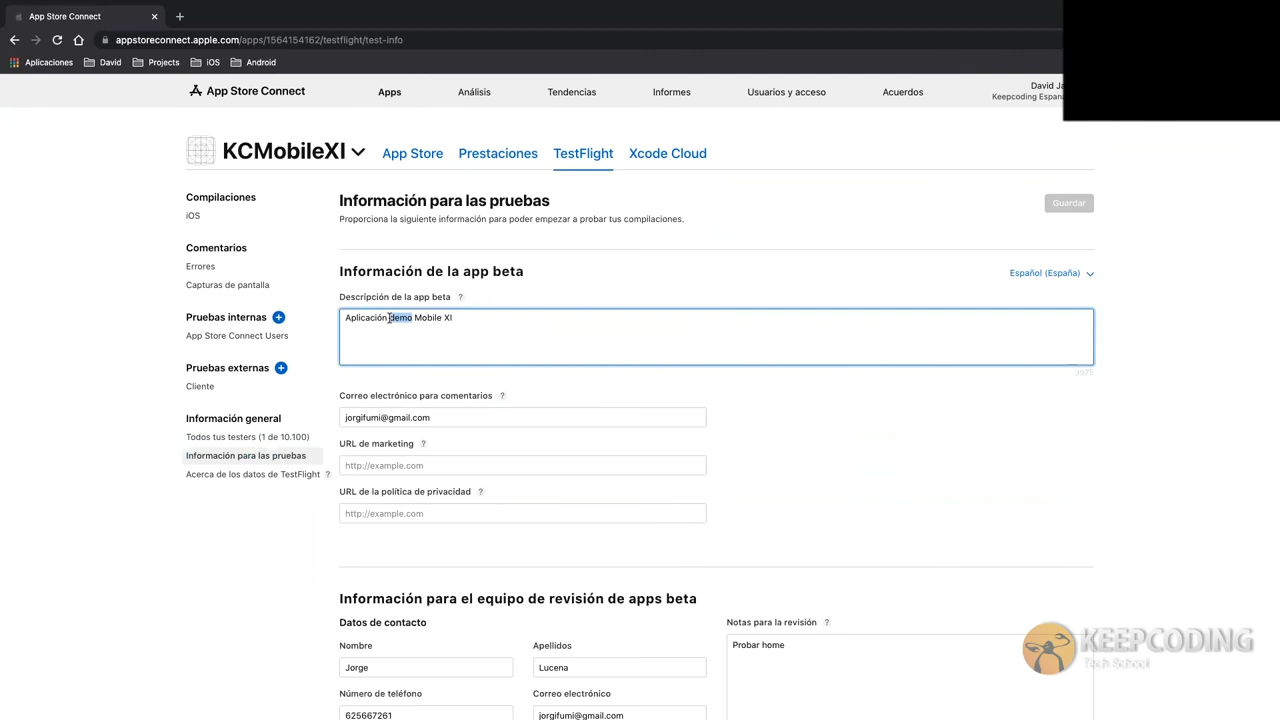 App Store Connect
appstoreconnect.apple.com/apps/1564154162/testflight/test-info
Aplicaciones David Projects iOS Android
App Store Connect Apps Análisis Tendencias Informes Usuarios y acceso Acuerdos David Ja
Keepcoding Espan
KCMobileXI App Store Prestaciones TestFlight Xcode Cloud
Compilaciones
iOS
Comentarios
Errores
Capturas de pantalla
Pruebas internas
App Store Connect Users
Pruebas externas
Cliente
Información general
Todos tus testers (1 de 10.100)
Información para las pruebas
Acerca de los datos de TestFlight ?
Información para las pruebas
Guardar
Proporciona la siguiente información para poder empezar a probar tus compilaciones.
Información de la app beta
Español (España)
Descripción de la app beta ?
Aplicación demo Mobile XI
3975
Correo electrónico para comentarios ?
jorgifumi@gmail.com
URL de marketing ?
http://example.com
URL de la política de privacidad ?
http://example.com
Información para el equipo de revisión de apps beta
Datos de contacto
Nombre
Jorge
Apellidos
Lucena
Número de teléfono
625667261
Correo electrónico
jorgifumi@gmail.com
Notas para la revisión ?
Probar home
KEEPCODING
Tech School